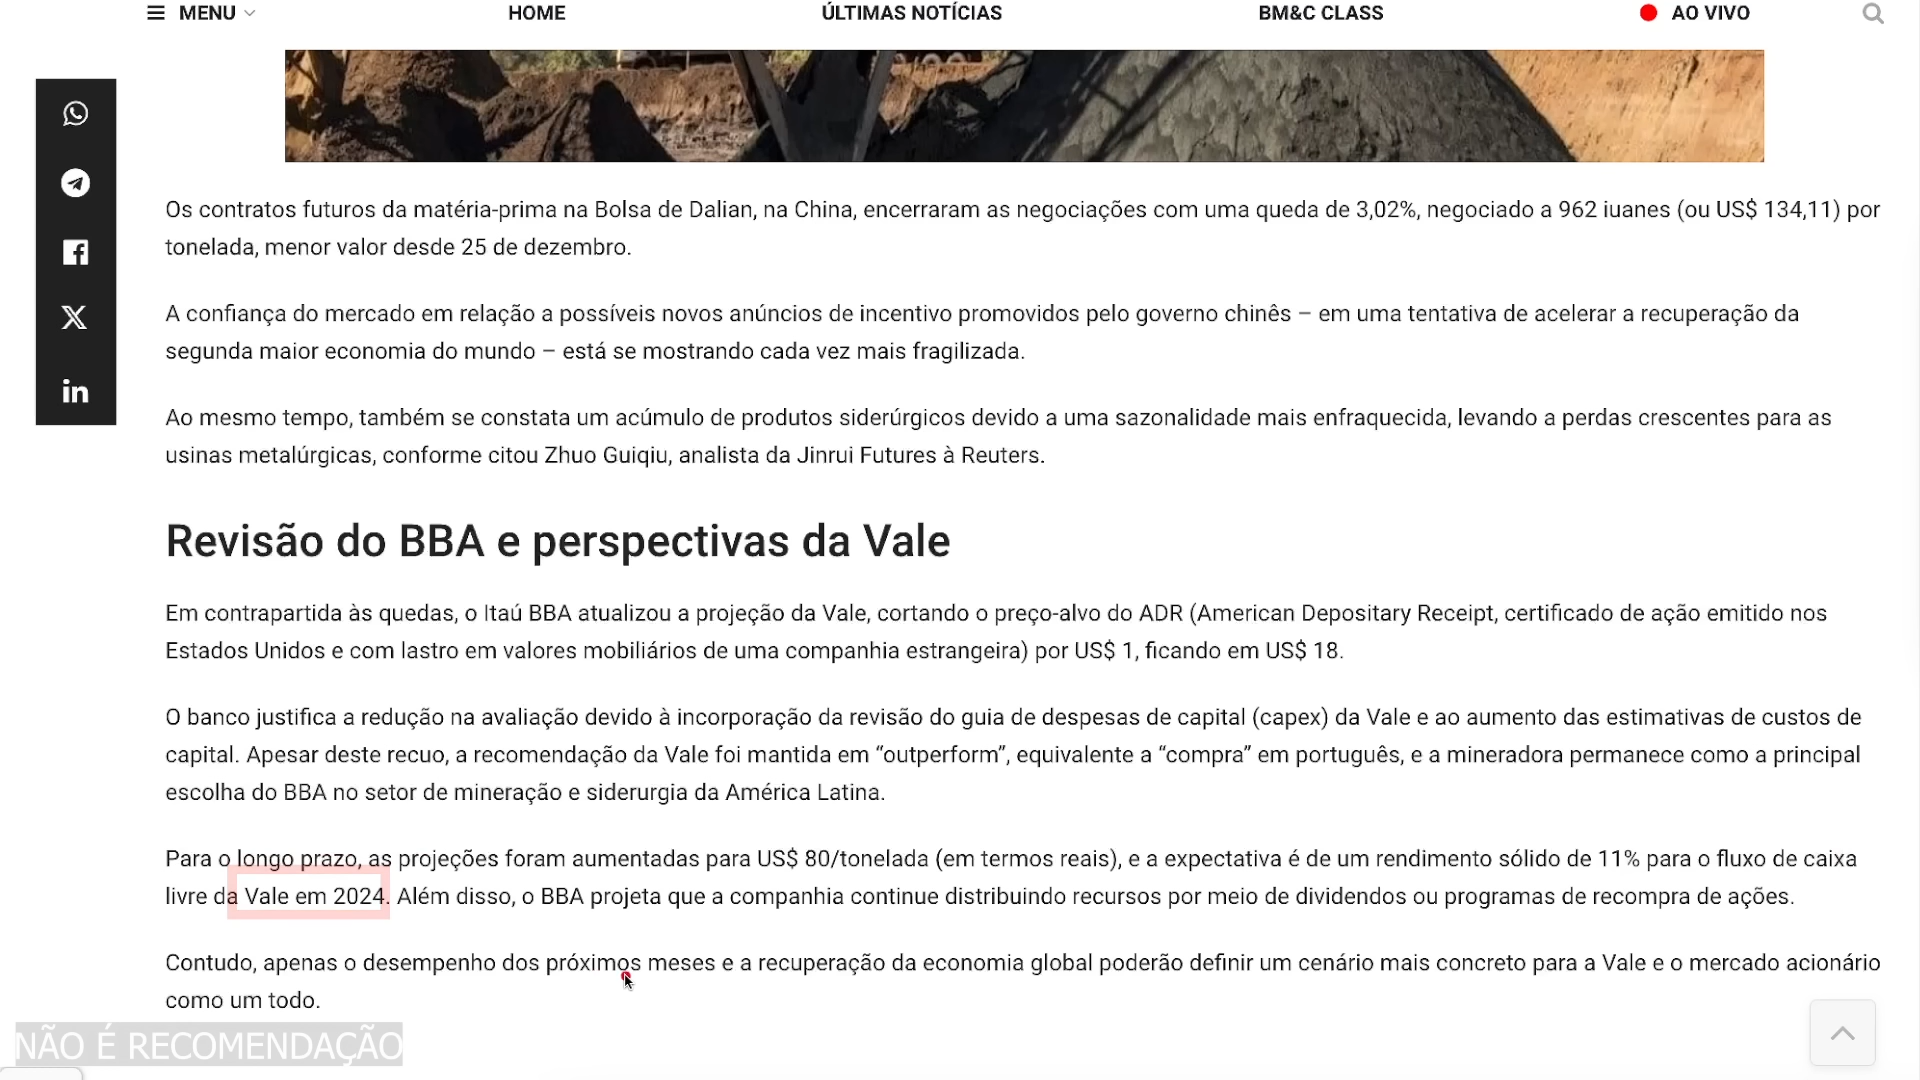 MENU HOME ÚLTIMAS NOTÍCIAS BM&C CLASS AO VIVO
Os contratos futuros da matéria-prima na Bolsa de Dalian, na China, encerraram as negociações com uma queda de 3,02%, negociado a 962 iuanes (ou US$ 134,11) por
tonelada, menor valor desde 25 de dezembro.
A confiança do mercado em relação a possíveis novos anúncios de incentivo promovidos pelo governo chinês – em uma tentativa de acelerar a recuperação da
segunda maior economia do mundo – está se mostrando cada vez mais fragilizada.
Ao mesmo tempo, também se constata um acúmulo de produtos siderúrgicos devido a uma sazonalidade mais enfraquecida, levando a perdas crescentes para as
usinas metalúrgicas, conforme citou Zhuo Guiqiu, analista da Jinrui Futures à Reuters.
Revisão do BBA e perspectivas da Vale
Em contrapartida às quedas, o Itaú BBA atualizou a projeção da Vale, cortando o preço-alvo do ADR (American Depositary Receipt, certificado de ação emitido nos
Estados Unidos e com lastro em valores mobiliários de uma companhia estrangeira) por US$ 1, ficando em US$ 18.
O banco justifica a redução na avaliação devido à incorporação da revisão do guia de despesas de capital (capex) da Vale e ao aumento das estimativas de custos de
capital. Apesar deste recuo, a recomendação da Vale foi mantida em “outperform”, equivalente a “compra” em português, e a mineradora permanece como a principal
escolha do BBA no setor de mineração e siderurgia da América Latina.
Para o longo prazo, as projeções foram aumentadas para US$ 80/tonelada (em termos reais), e a expectativa é de um rendimento sólido de 11% para o fluxo de caixa
livre da Vale em 2024. Além disso, o BBA projeta que a companhia continue distribuindo recursos por meio de dividendos ou programas de recompra de ações.
Contudo, apenas o desempenho dos próximos meses e a recuperação da economia global poderão definir um cenário mais concreto para a Vale e o mercado acionário
como um todo.
NÃO É RECOMENDAÇÃO